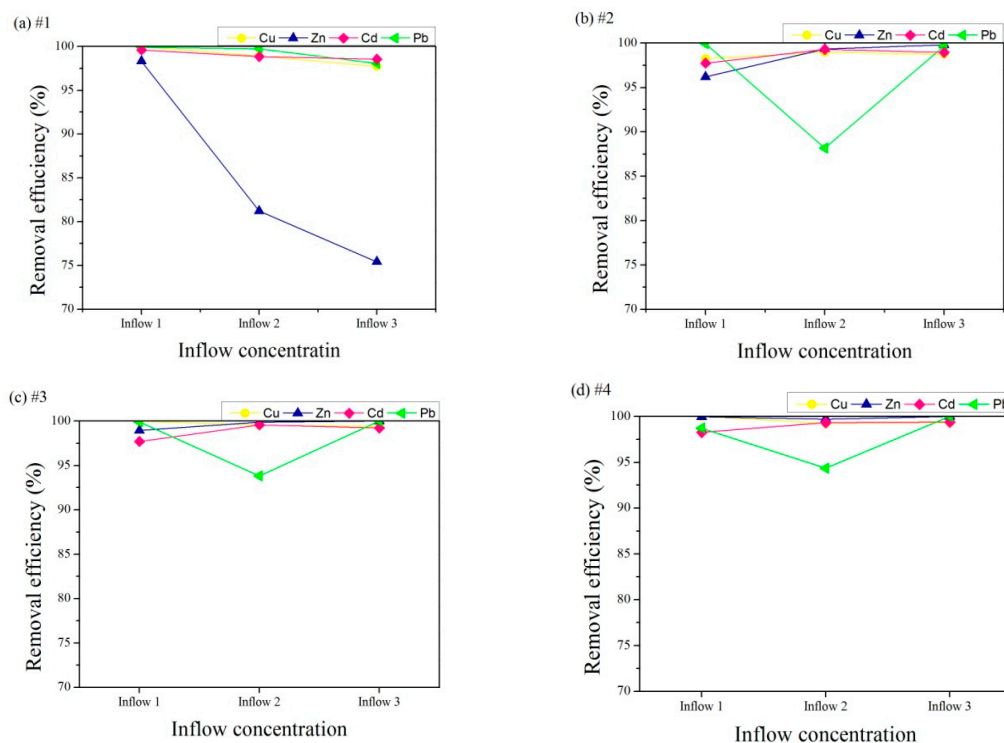 (a) #1
Cu Zn Cd Pb
100
95
90
85
80
75
70
Removal effuciency (%)
Inflow 1 Inflow 2 Inflow 3
Inflow concentratin
(b) #2
Cu Zn Cd Pb
100
95
90
85
80
75
70
Removal efficiency (%)
Inflow 1 Inflow 2 Inflow 3
Inflow concentration
(c) #3
Cu Zn Cd Pb
100
95
90
85
80
75
70
Removal efficiency (%)
Inflow 1 Inflow 2 Inflow 3
Inflow concentration
(d) #4
Cu Zn Cd Pb
100
95
90
85
80
75
70
Removal efficiency (%)
Inflow 1 Inflow 2 Inflow 3
Inflow concentration